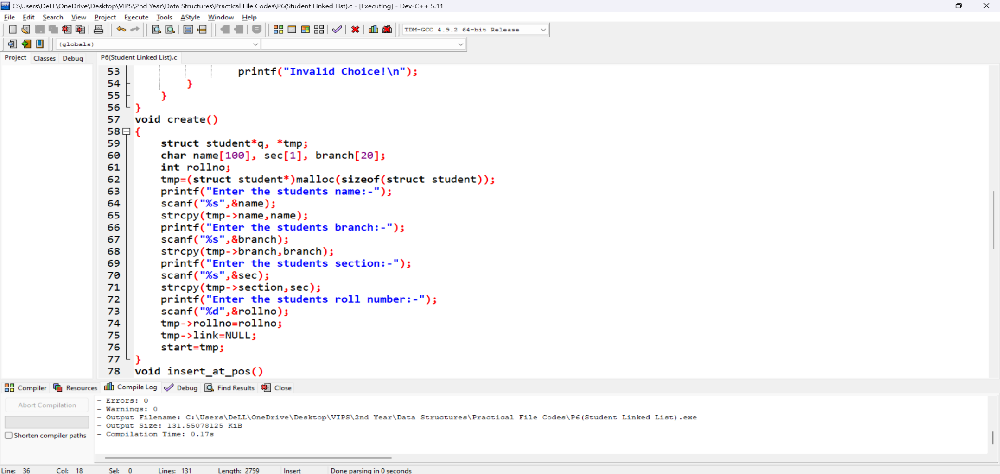 C:\Users\DeLL\OneDrive\Desktop\VIPS\2nd Year\Data Structures\Practical File Codes\P6(Student Linked List).c - [Executing] - Dev-C++ 5.11
File Edit Search View Project Execute Tools AStyle Window Help
TDM-GCC 4.9.2 64-bit Release
(globals)
Project Classes Debug P6(Student Linked List).c
53 printf("Invalid Choice!\n");
54 }
55 }
56 }
57 void create()
58 {
59 struct student*q, *tmp;
60 char name[100], sec[1], branch[20];
61 int rollno;
62 tmp=(struct student*)malloc(sizeof(struct student));
63 printf("Enter the students name:-");
64 scanf("%s",&name);
65 strcpy(tmp->name,name);
66 printf("Enter the students branch:-");
67 scanf("%s",&branch);
68 strcpy(tmp->branch,branch);
69 printf("Enter the students section:-");
70 scanf("%s",&sec);
71 strcpy(tmp->section,sec);
72 printf("Enter the students roll number:-");
73 scanf("%d",&rollno);
74 tmp->rollno=rollno;
75 tmp->link=NULL;
76 start=tmp;
77 }
78 void insert_at_pos()
Compiler Resources Compile Log Debug Find Results Close
Abort Compilation
Shorten compiler paths
- Errors: 0
- Warnings: 0
- Output Filename: C:\Users\DeLL\OneDrive\Desktop\VIPS\2nd Year\Data Structures\Practical File Codes\P6(Student Linked List).exe
- Output Size: 131.55078125 KiB
- Compilation Time: 0.17s
Line: 36 Col: 18 Sel: 0 Lines: 131 Length: 2759 Insert Done parsing in 0 seconds